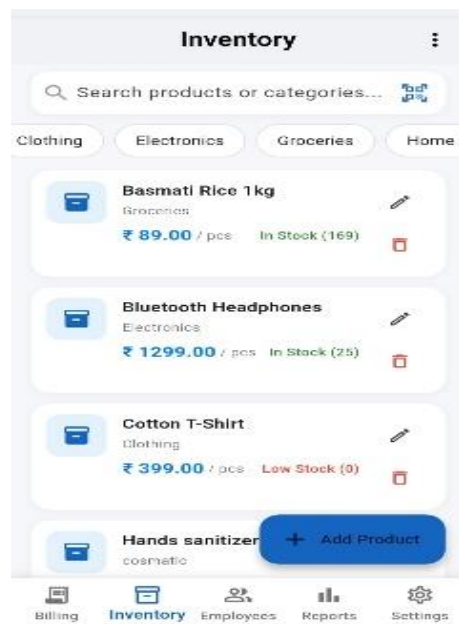 Inventory
Search products or categories...
Clothing Electronics Groceries Home
Basmati Rice 1kg
Groceries
₹ 89.00 / pcs In Stock (169)
Bluetooth Headphones
Electronics
₹ 1299.00 / pcs In Stock (25)
Cotton T-Shirt
Clothing
₹ 399.00 / pcs Low Stock (0)
Hands sanitizer
+ Add Product
cosmatic
Billing Inventory Employees Reports Settings